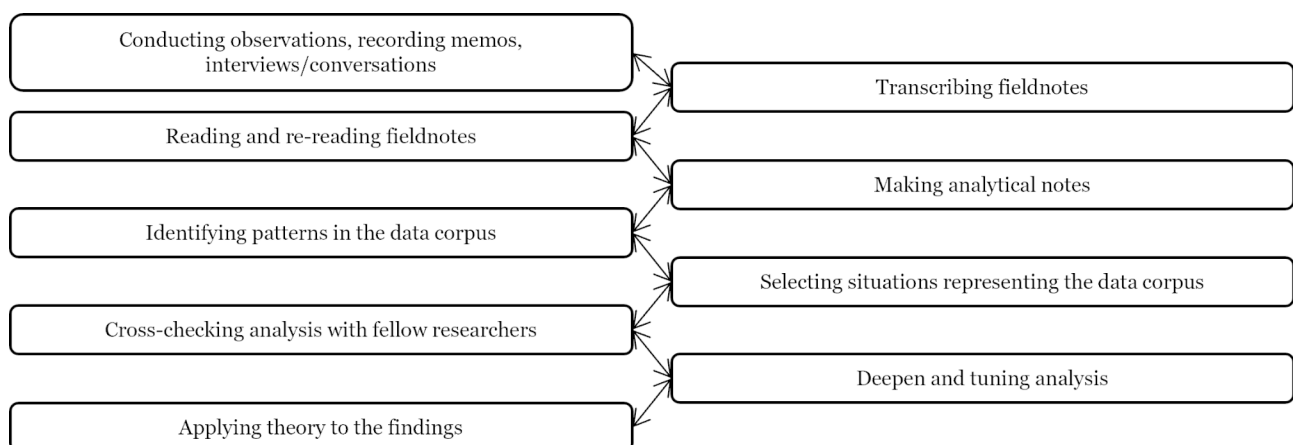 Conducting observations, recording memos,
interviews/conversations
Transcribing fieldnotes
Reading and re-reading fieldnotes
Making analytical notes
Identifying patterns in the data corpus
Selecting situations representing the data corpus
Cross-checking analysis with fellow researchers
Deepen and tuning analysis
Applying theory to the findings